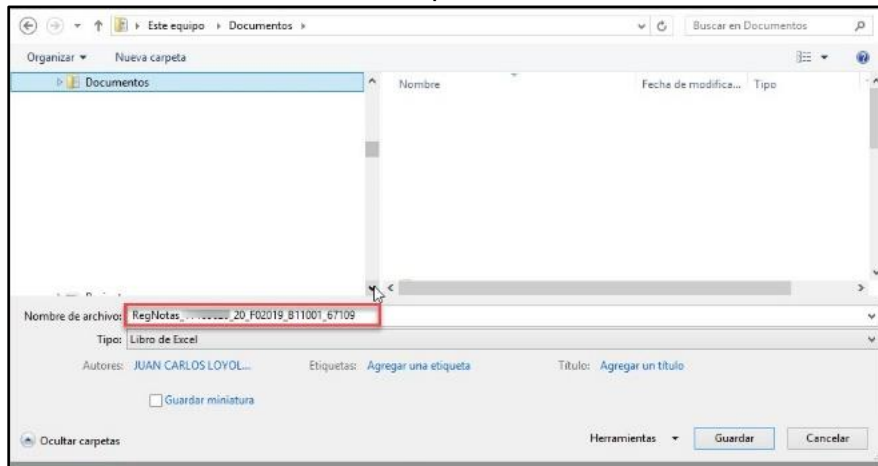 Este equipo Documentos
Buscar en Documentos
Organizar Nueva carpeta
Documentos
Nombre Fecha de modifica... Tipo
Nombre de archivo: RegNotas_ _20_F02019_B11001_67109
Tipo: Libro de Excel
Autores: JUAN CARLOS LOYOL... Etiquetas: Agregar una etiqueta Título: Agregar un título
Guardar miniatura
Ocultar carpetas Herramientas Guardar Cancelar